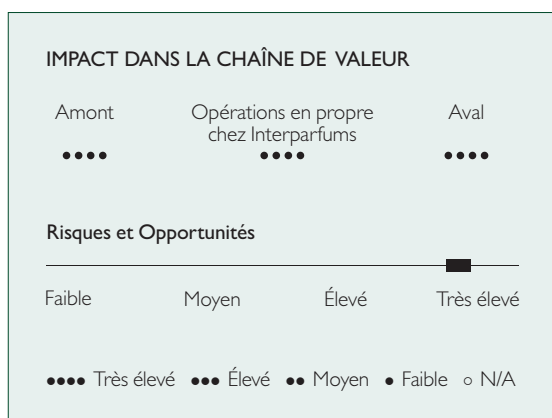 IMPACT DANS LA CHAÎNE DE VALEUR
Amont Opérations en propre Aval
chez Interparfums
•••• •••• ••••
Risques et Opportunités
Faible Moyen Élevé Très élevé
•••• Très élevé ••• Élevé •• Moyen • Faible ○ N/A